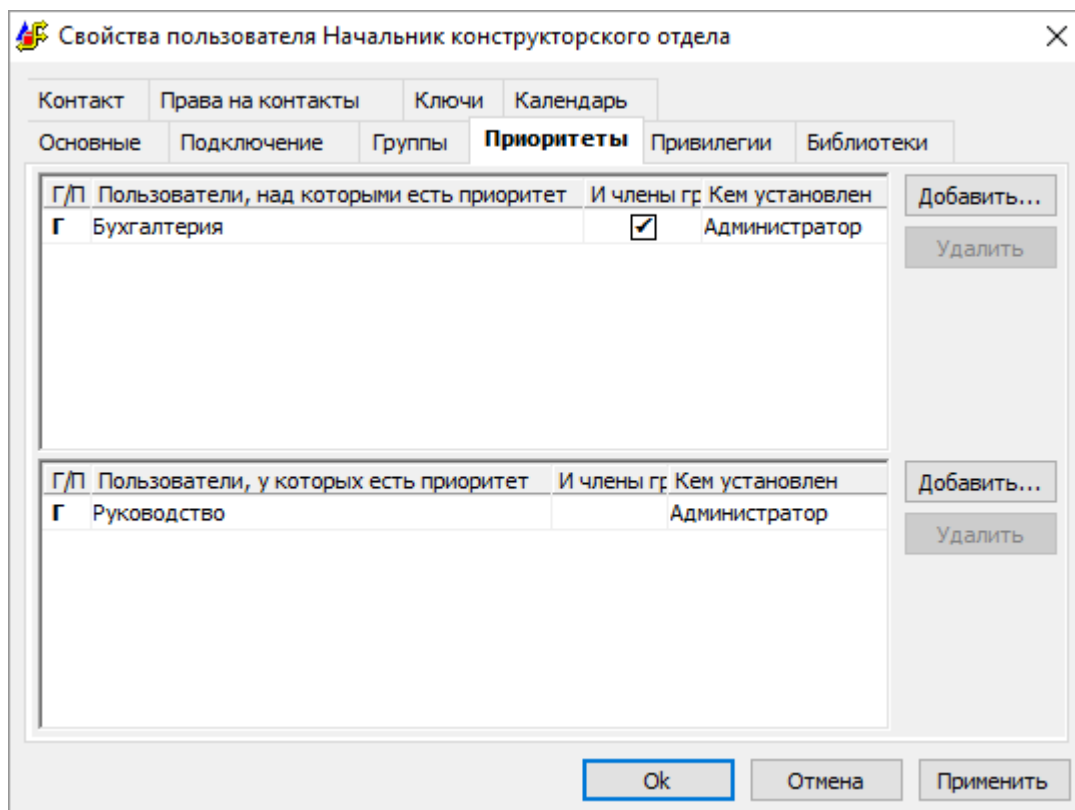 Свойства пользователя Начальник конструкторского отдела
Контакт Права на контакты Ключи Календарь
Основные Подключение Группы Приоритеты Привилегии Библиотеки
Г/П Пользователи, над которыми есть приоритет И члены гр Кем установлен Добавить...
Г Бухгалтерия Администратор
Удалить
Г/П Пользователи, у которых есть приоритет И члены гр Кем установлен Добавить...
Г Руководство Администратор
Удалить
Ok Отмена Применить